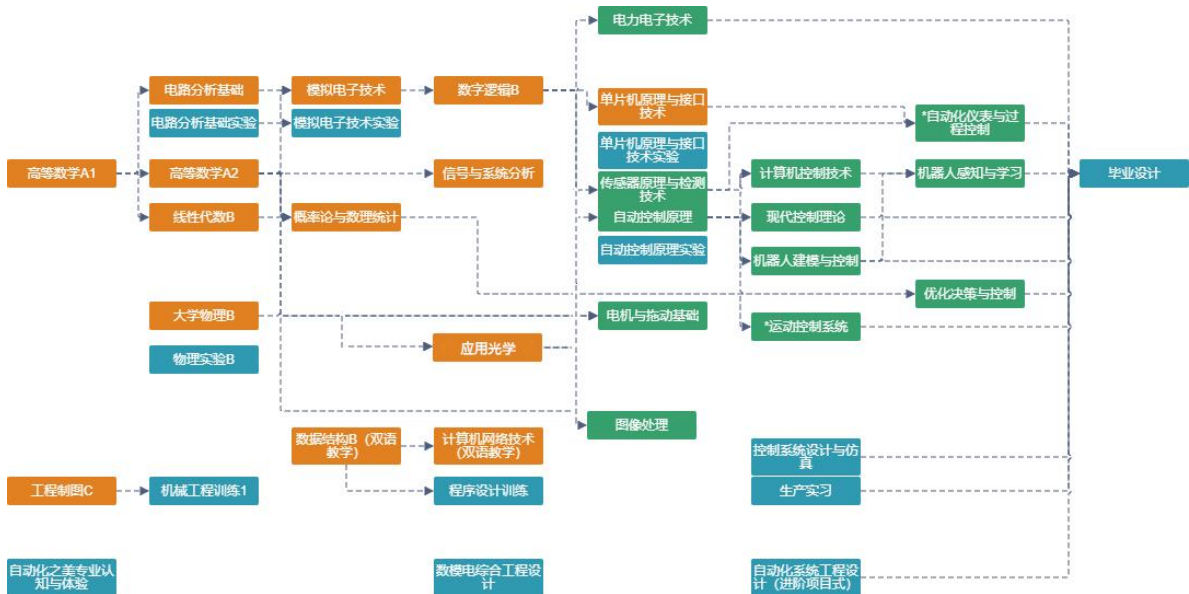 电力电子技术
电路分析基础
模拟电子技术
数字逻辑B
单片机原理与接口
技术
*自动化仪表与过
程控制
电路分析基础实验
模拟电子技术实验
单片机原理与接口
技术实验
高等数学A1
高等数学A2
信号与系统分析
传感器原理与检测
技术
计算机控制技术
机器人感知与学习
毕业设计
线性代数B
概率论与数理统计
自动控制原理
现代控制理论
自动控制原理实验
机器人建模与控制
优化决策与控制
大学物理B
电机与拖动基础
*运动控制系统
物理实验B
应用光学
图像处理
数据结构B（双语
教学）
计算机网络技术
（双语教学）
控制系统设计与仿
真
工程制图C
机械工程训练1
程序设计训练
生产实习
自动化之美专业认
知与体验
数模电综合工程设
计
自动化系统工程设
计（进阶项目式）